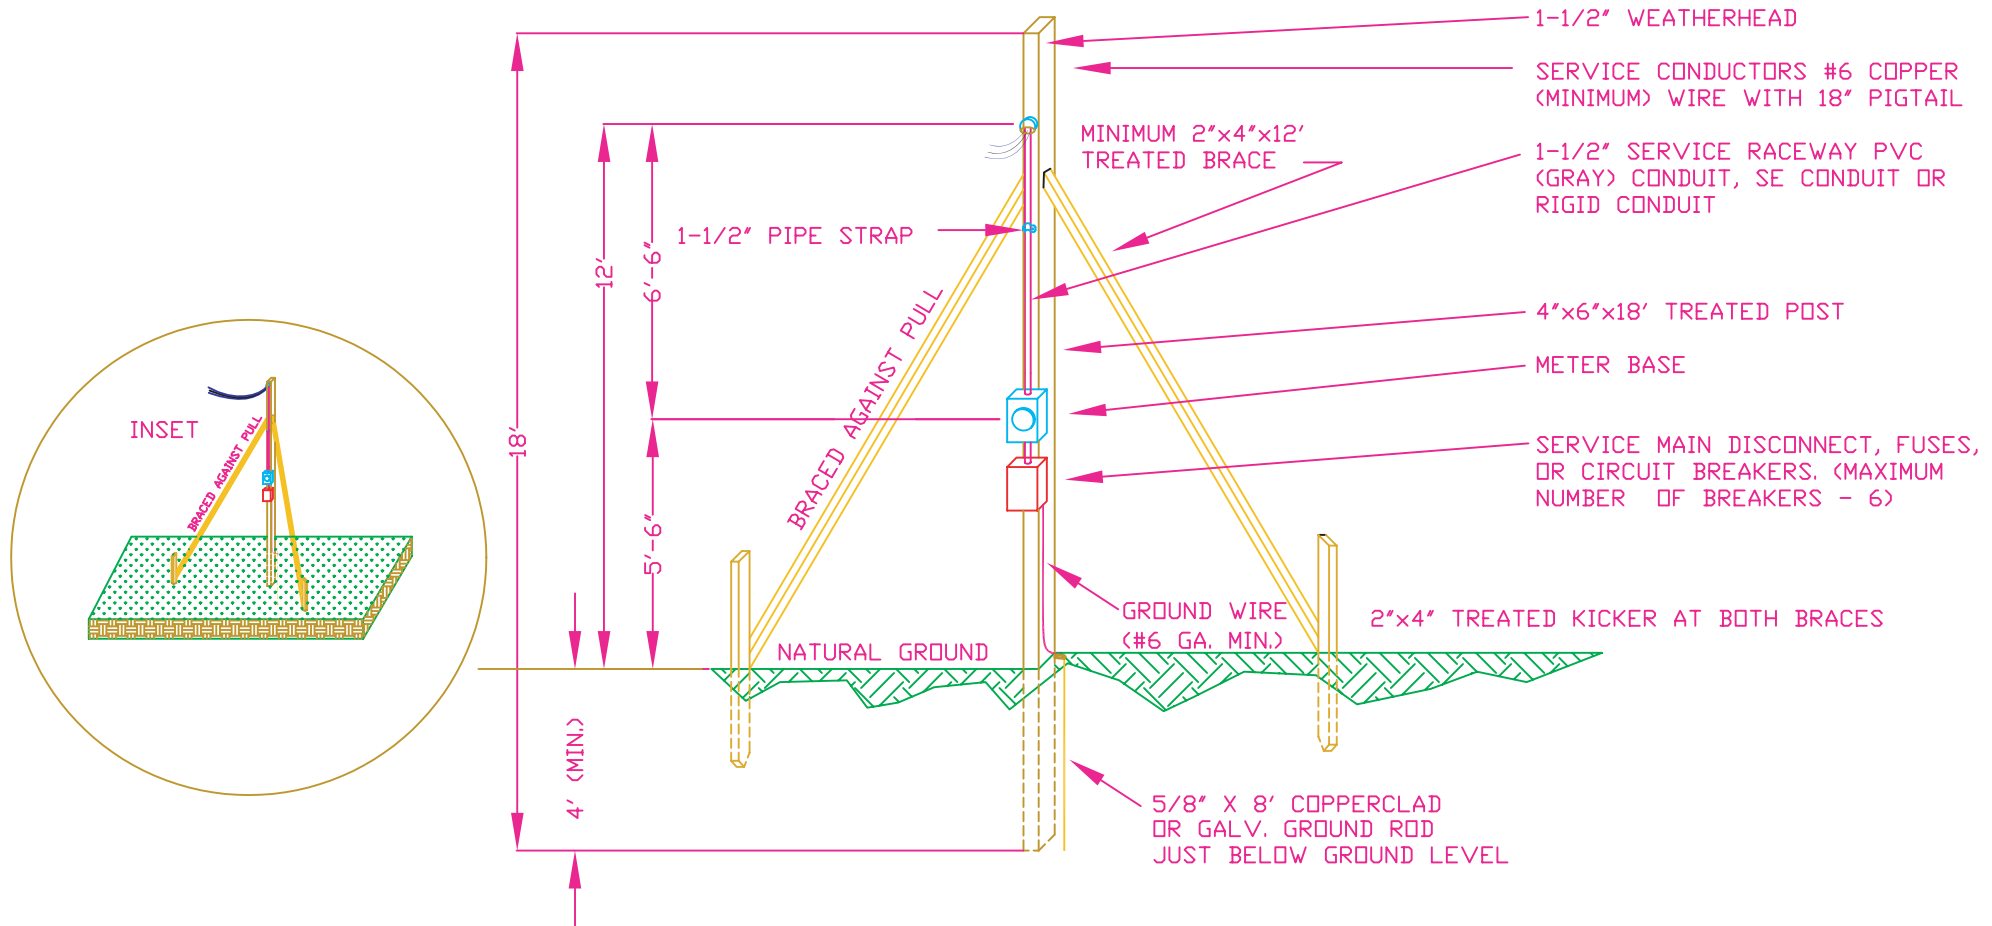 1-1/2" WEATHERHEAD
SERVICE CONDUCTORS #6 COPPER
(MINIMUM) WIRE WITH 18" PIGTAIL
MINIMUM 2"x4"x12'
TREATED BRACE
1-1/2" SERVICE RACEWAY PVC
(GRAY) CONDUIT, SE CONDUIT OR
RIGID CONDUIT
1-1/2" PIPE STRAP
12'
6'-6"
18'
5'-6"
4' (MIN.)
BRACED AGAINST PULL
4"x6"x18' TREATED POST
METER BASE
SERVICE MAIN DISCONNECT, FUSES,
OR CIRCUIT BREAKERS. (MAXIMUM
NUMBER OF BREAKERS - 6)
INSET
BRACED AGAINST PULL
GROUND WIRE
(#6 GA. MIN.)
2"x4" TREATED KICKER AT BOTH BRACES
NATURAL GROUND
5/8" X 8' COPPERCLAD
OR GALV. GROUND ROD
JUST BELOW GROUND LEVEL